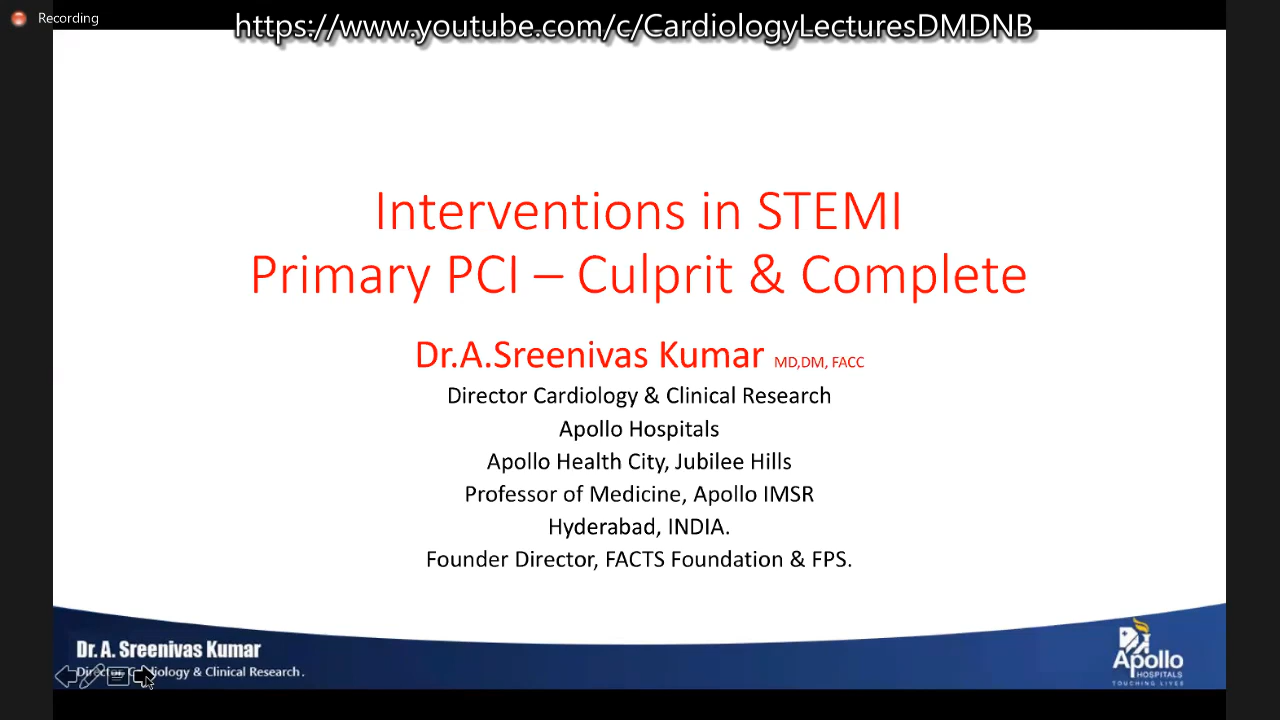 Recording
https://www.youtube.com/c/CardiologyLecturesDMDNB
Interventions in STEMI
Primary PCI – Culprit & Complete
Dr.A.Sreenivas Kumar MD,DM, FACC
Director Cardiology & Clinical Research
Apollo Hospitals
Apollo Health City, Jubilee Hills
Professor of Medicine, Apollo IMSR
Hyderabad, INDIA.
Founder Director, FACTS Foundation & FPS.
Dr. A. Sreenivas Kumar
Director Cardiology & Clinical Research.
Apollo
HOSPITALS
TOUCHING LIVES